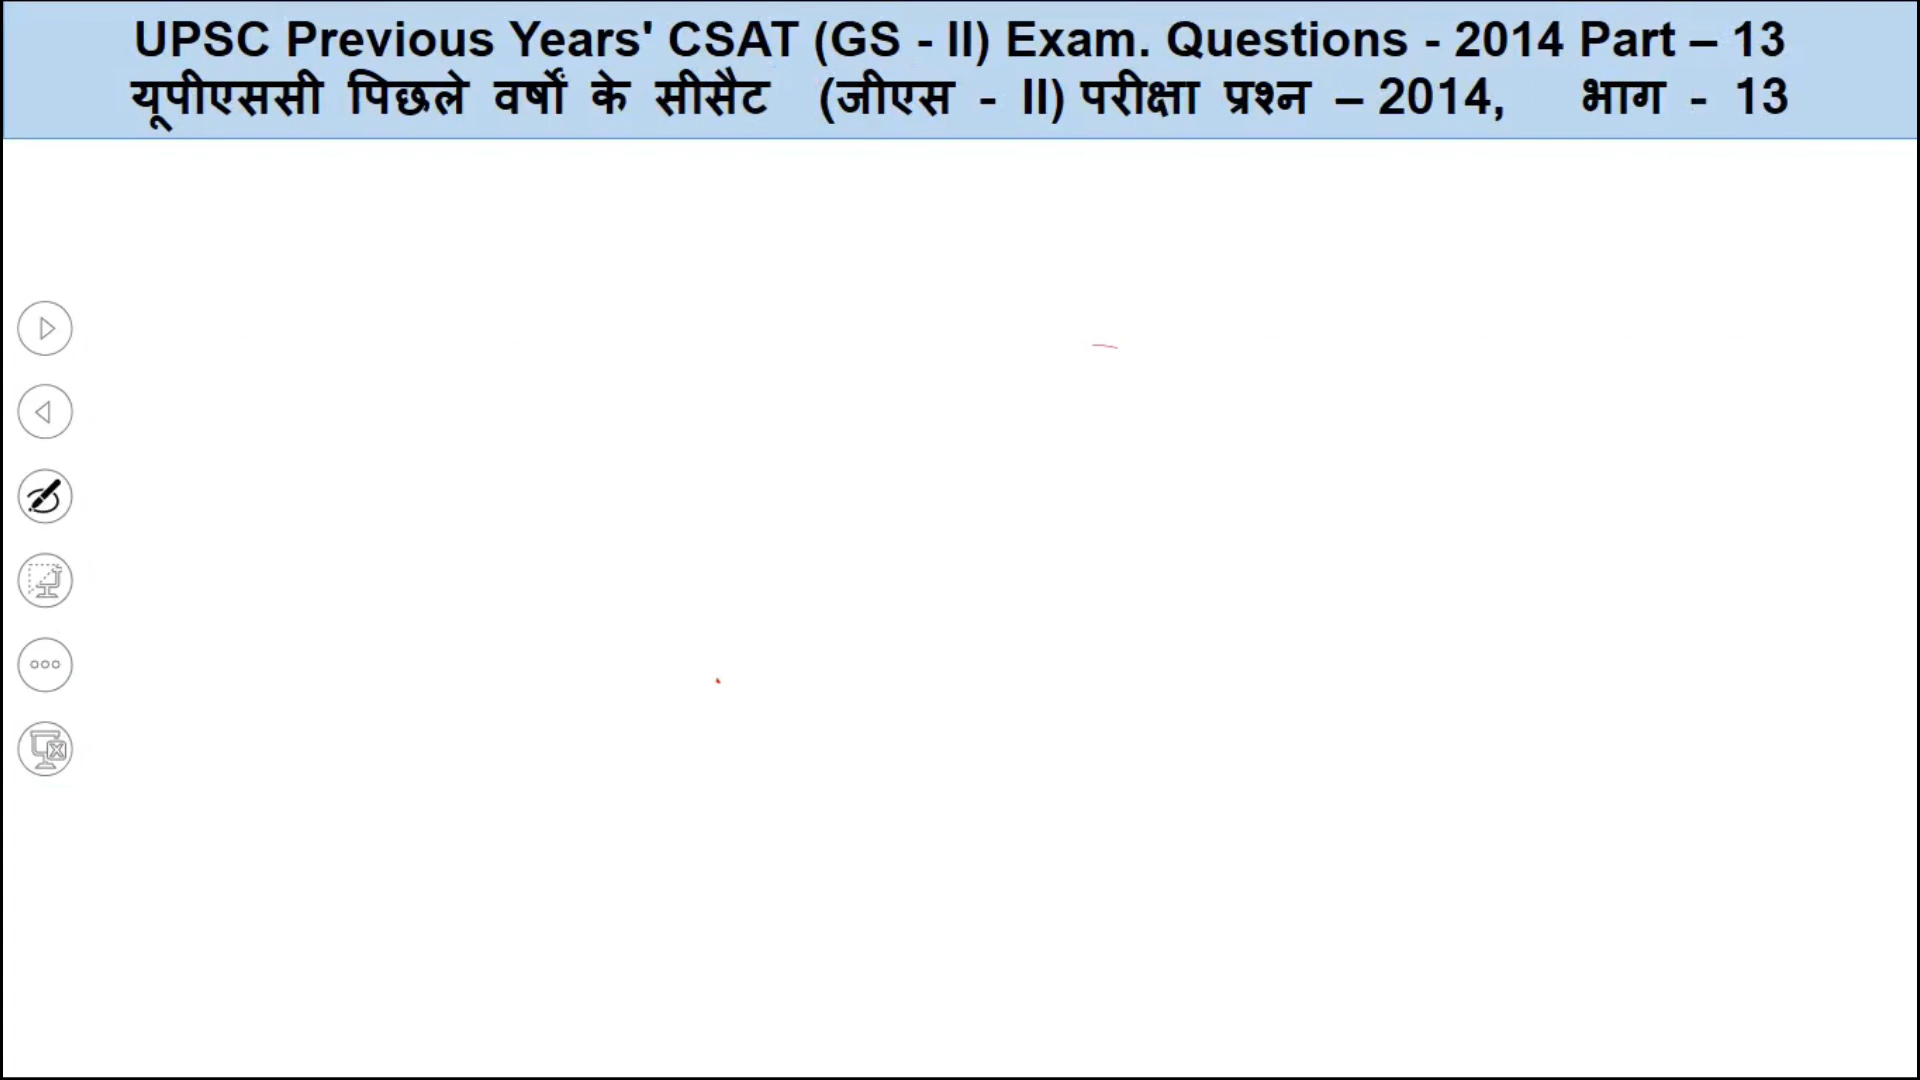 UPSC Previous Years' CSAT (GS - II) Exam. Questions - 2014 Part – 13
यूपीएससी पिछले वर्षों के सीसैट (जीएस - II) परीक्षा प्रश्न – 2014, भाग - 13